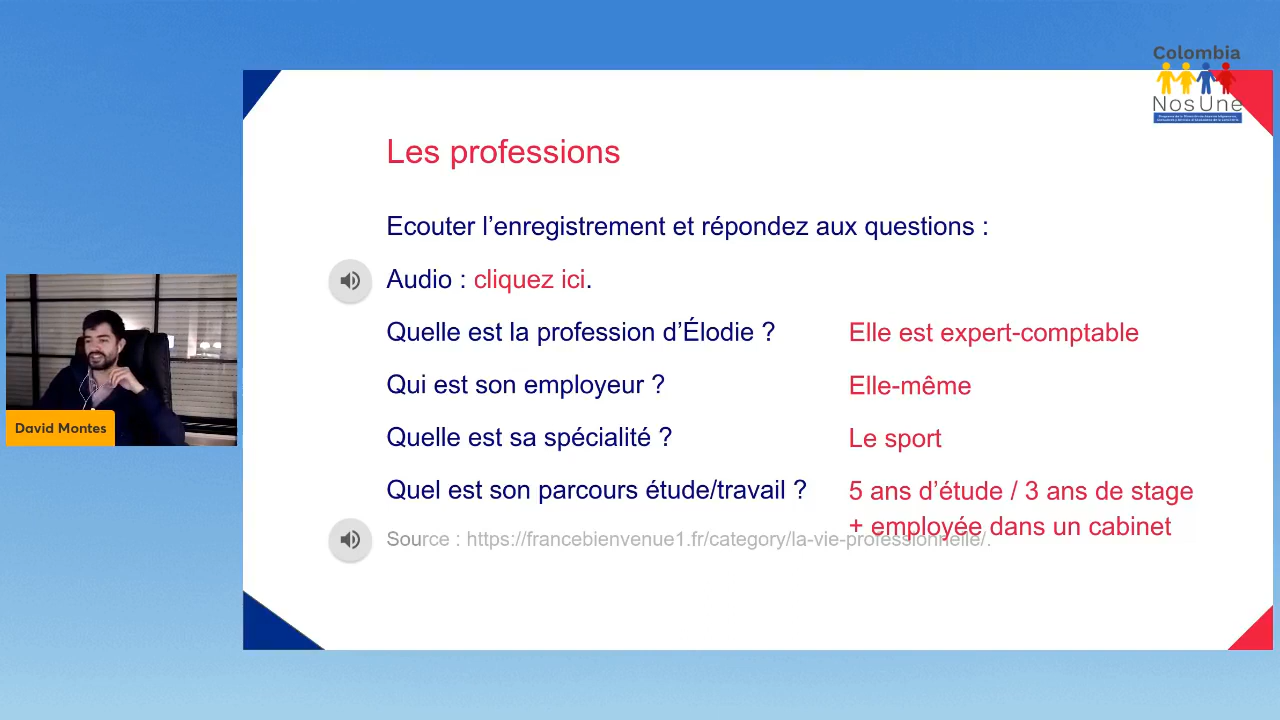 Colombia
NosUne
Les professions
Ecouter l’enregistrement et répondez aux questions :
Audio : cliquez ici.
Quelle est la profession d’Élodie ? Elle est expert-comptable
Qui est son employeur ? Elle-même
Quelle est sa spécialité ? Le sport
Quel est son parcours étude/travail ? 5 ans d’étude / 3 ans de stage
+ employée dans un cabinet
Source : https://francebienvenue1.fr/category/la-vie-professionnelle/.
David Montes